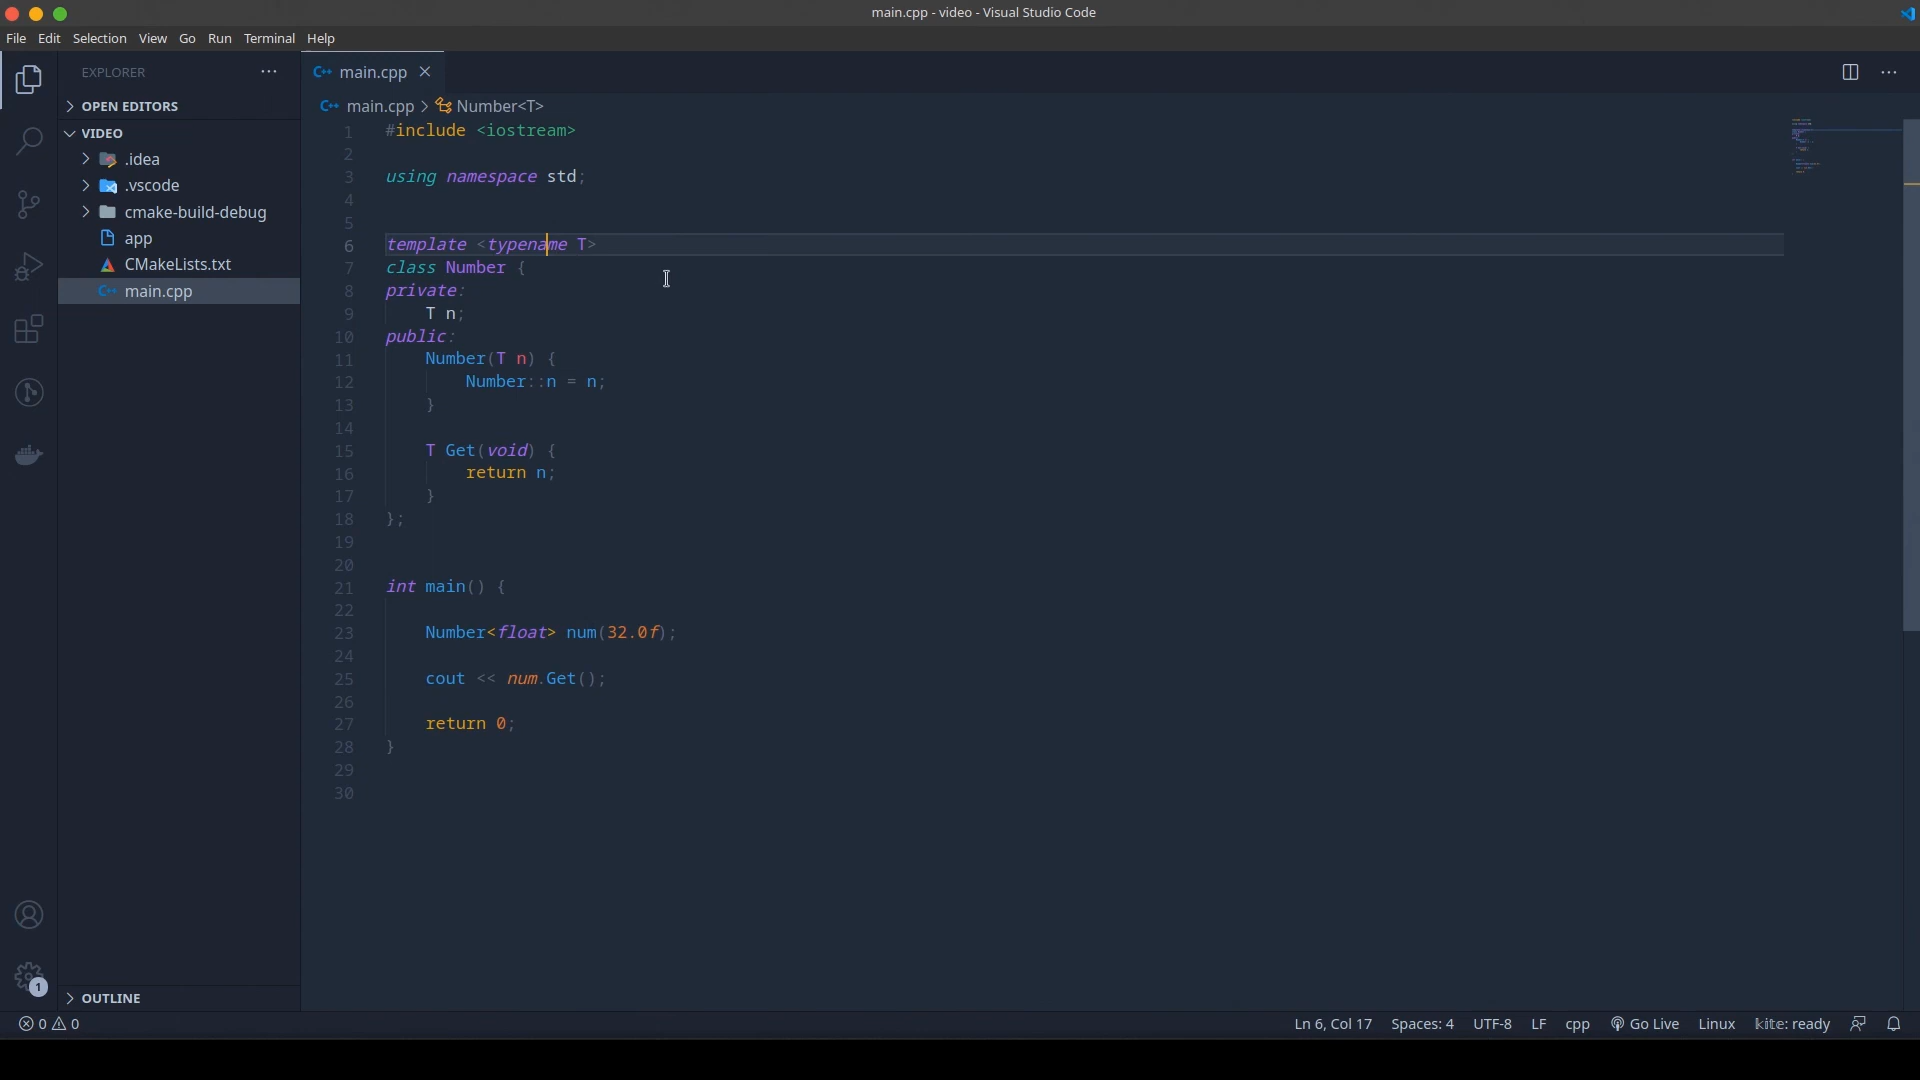 main.cpp - video - Visual Studio Code
File Edit Selection View Go Run Terminal Help
EXPLORER
OPEN EDITORS
VIDEO
.idea
.vscode
cmake-build-debug
app
CMakeLists.txt
main.cpp
OUTLINE
main.cpp
main.cpp > Number<T>
1 #include <iostream>
2
3 using namespace std;
4
5
6 template <typename T>
7 class Number {
8 private:
9     T n;
10 public:
11     Number(T n) {
12         Number::n = n;
13     }
14
15     T Get(void) {
16         return n;
17     }
18 };
19
20
21 int main() {
22
23     Number<float> num(32.0f);
24
25     cout << num.Get();
26
27     return 0;
28 }
29
30
1
0 0 Ln 6, Col 17 Spaces: 4 UTF-8 LF cpp Go Live Linux kite: ready